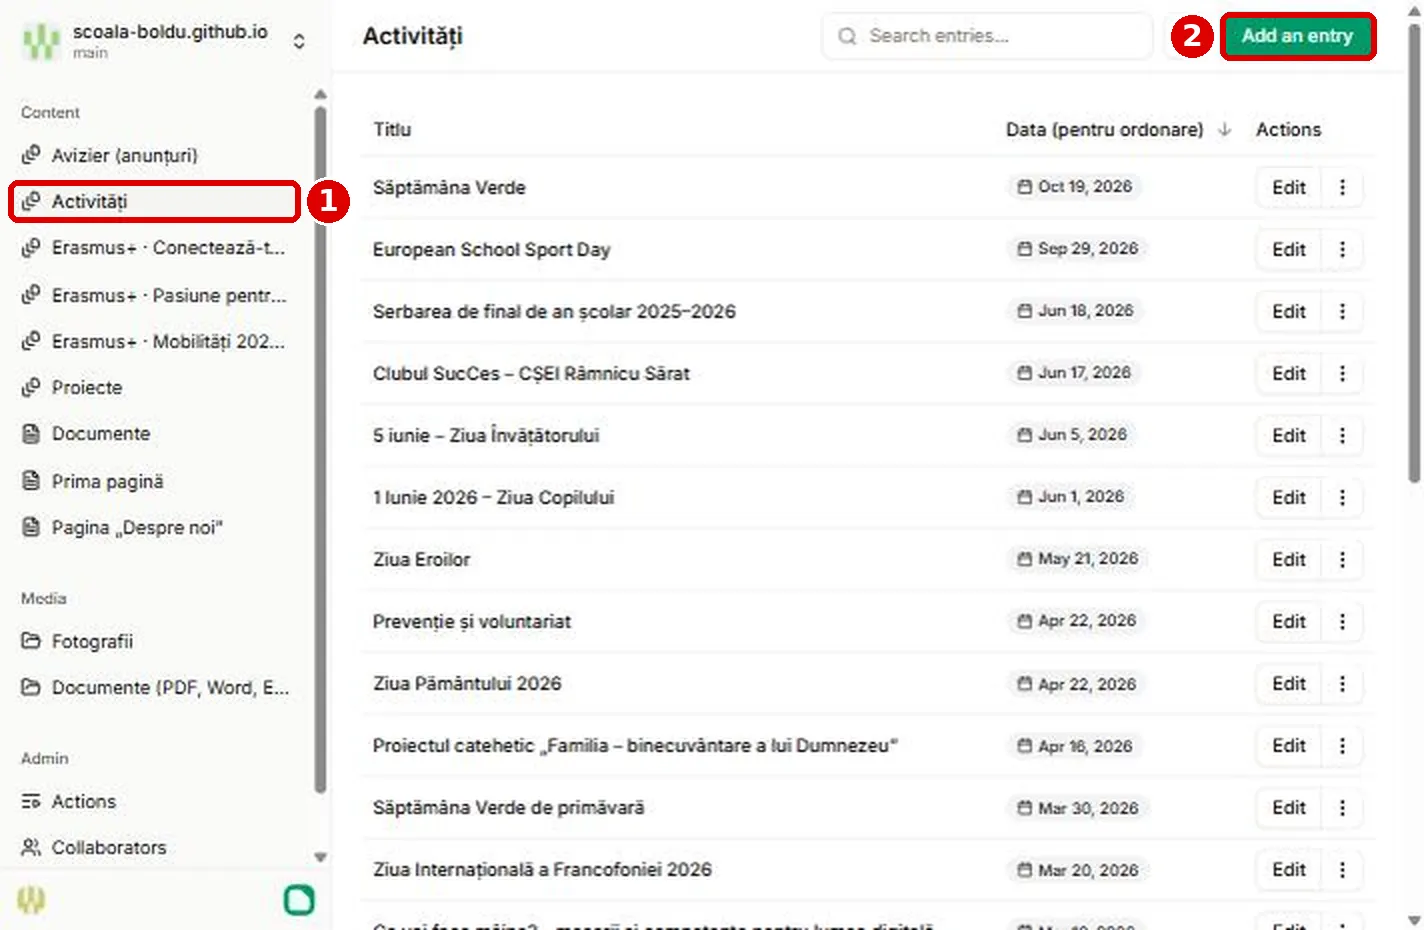 scoala-boldu.github.io
main
Content
Avizier (anunțuri)
Activități
1
Erasmus+ · Conectează-t...
Erasmus+ · Pasiune pentr...
Erasmus+ · Mobilități 202...
Proiecte
Documente
Prima pagină
Pagina „Despre noi”
Media
Fotografii
Documente (PDF, Word, E...
Admin
Actions
Collaborators
Activități
Search entries...
2
Add an entry
Titlu Data (pentru ordonare) ↓ Actions
Săptămâna Verde Oct 19, 2026 Edit
European School Sport Day Sep 29, 2026 Edit
Serbarea de final de an școlar 2025–2026 Jun 18, 2026 Edit
Clubul SucCes – CȘEI Râmnicu Sărat Jun 17, 2026 Edit
5 iunie – Ziua Învățătorului Jun 5, 2026 Edit
1 Iunie 2026 – Ziua Copilului Jun 1, 2026 Edit
Ziua Eroilor May 21, 2026 Edit
Prevenție și voluntariat Apr 22, 2026 Edit
Ziua Pământului 2026 Apr 22, 2026 Edit
Proiectul catehetic „Familia – binecuvântare a lui Dumnezeu” Apr 16, 2026 Edit
Săptămâna Verde de primăvară Mar 30, 2026 Edit
Ziua Internațională a Francofoniei 2026 Mar 20, 2026 Edit